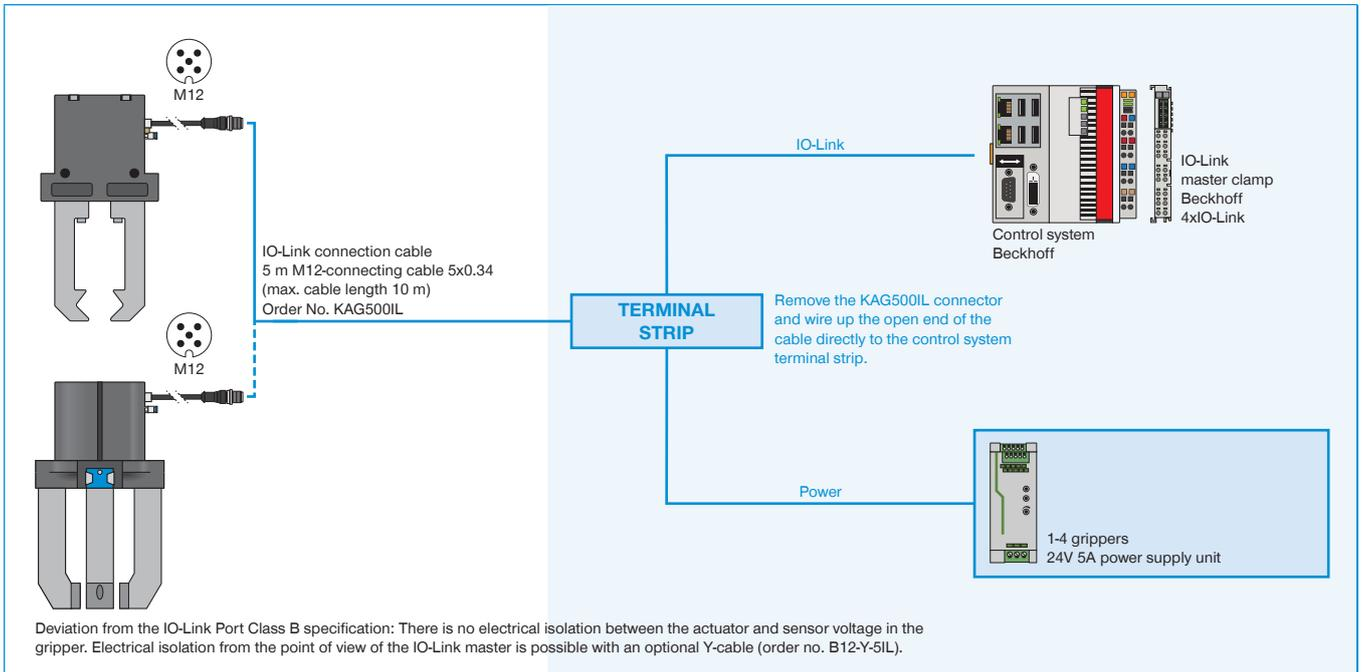 M12
IO-Link connection cable
5 m M12-connecting cable 5x0.34
(max. cable length 10 m)
Order No. KAG500IL
M12
TERMINAL
STRIP
IO-Link
Control system
Beckhoff
IO-Link
master clamp
Beckhoff
4xIO-Link
Remove the KAG500IL connector
and wire up the open end of the
cable directly to the control system
terminal strip.
Power
1-4 grippers
24V 5A power supply unit
Deviation from the IO-Link Port Class B specification: There is no electrical isolation between the actuator and sensor voltage in the
gripper. Electrical isolation from the point of view of the IO-Link master is possible with an optional Y-cable (order no. B12-Y-5IL).